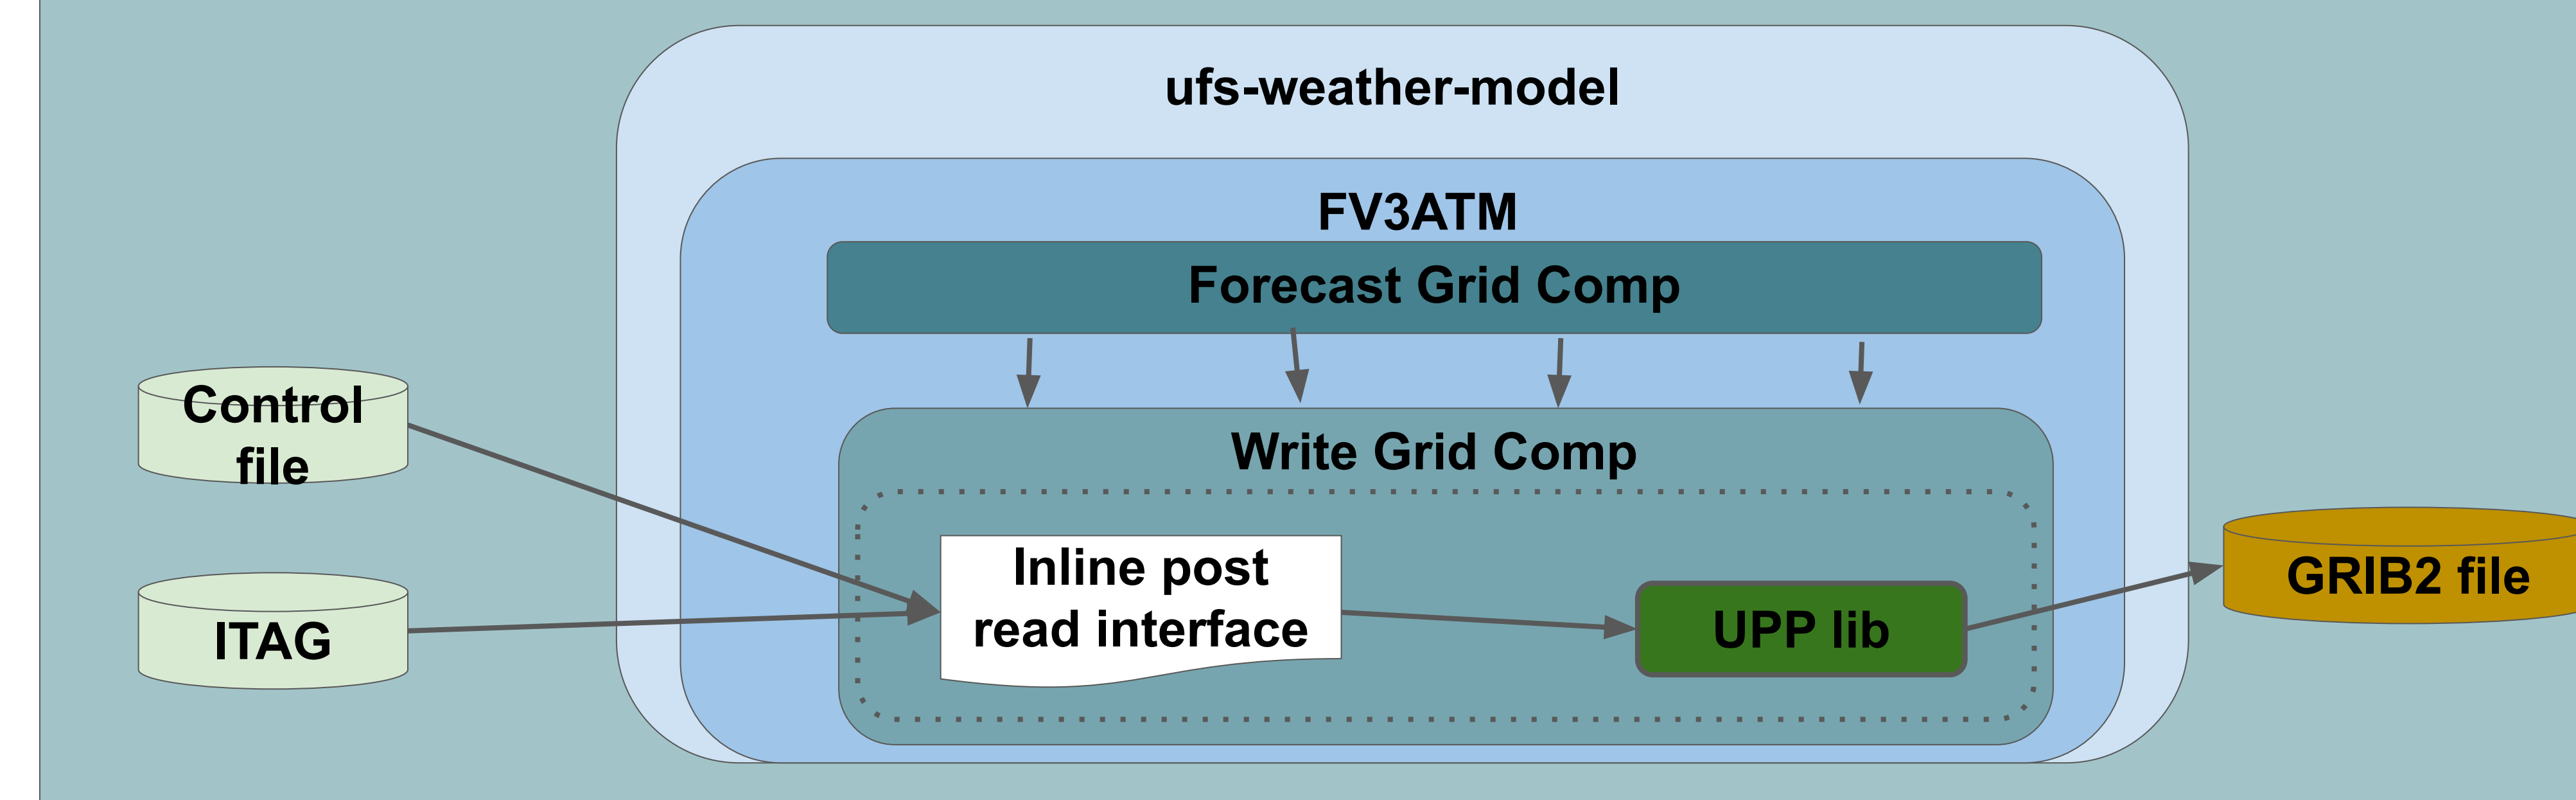 ufs-weather-model
FV3ATM
Forecast Grid Comp
Control
file
Write Grid Comp
Inline post
read interface
ITAG
UPP lib
GRIB2 file